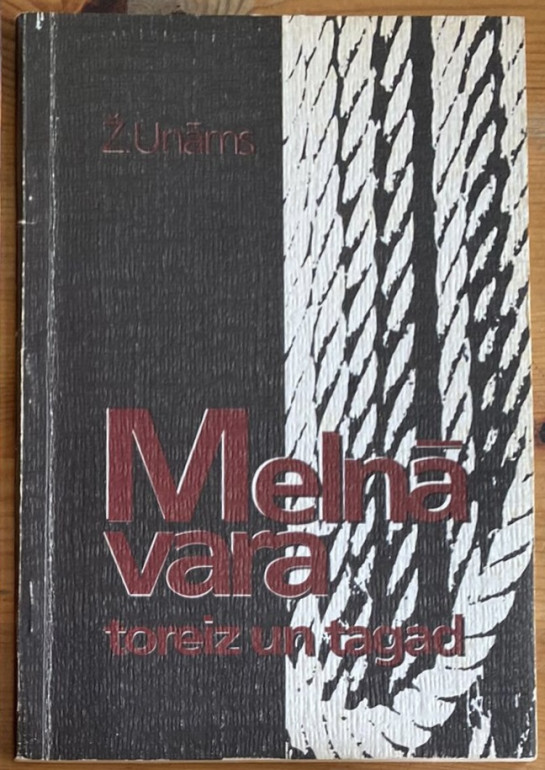 Ž. Unāms
Melnā
vara
toreiz un tagad